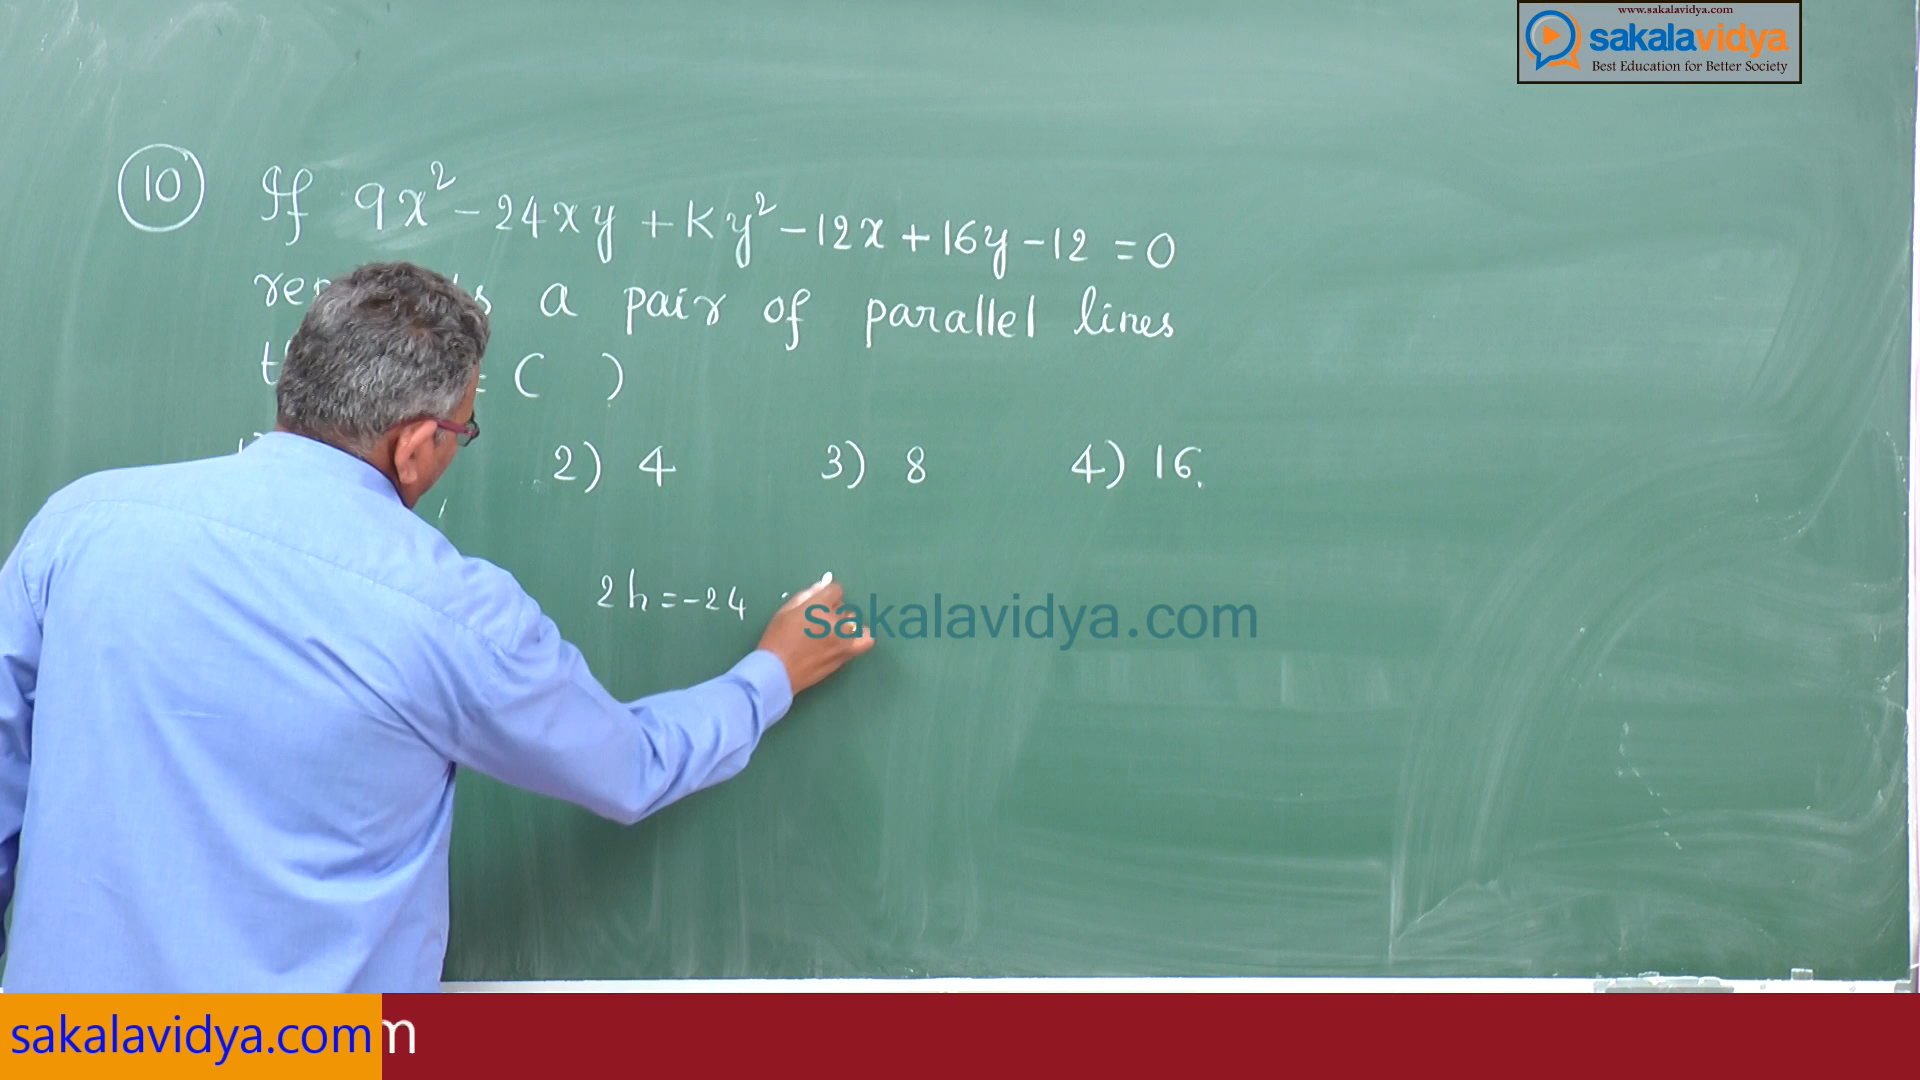 www.sakalavidya.com
sakalavidya
Best Education for Better Society
10 If 9x² - 24xy + Ky² - 12x + 16y - 12 = 0
a pair of parallel lines
= ( )
2) 4 3) 8 4) 16.
2h = -24
sakalavidya.com
sakalavidya.com m